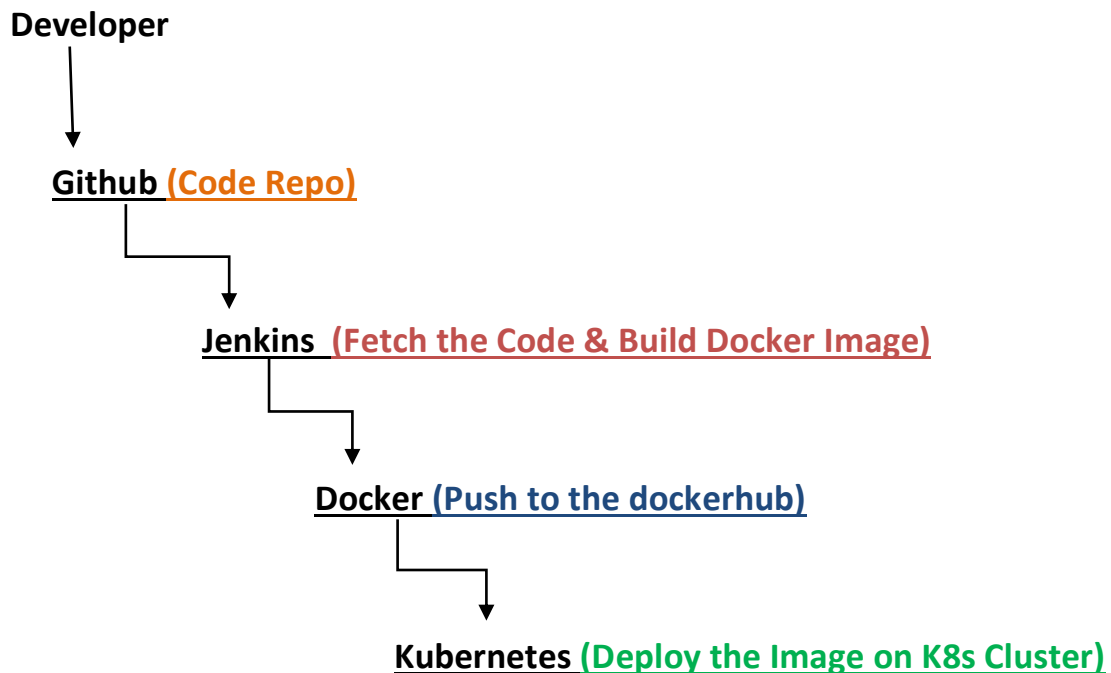 Developer
Github (Code Repo)
Jenkins (Fetch the Code & Build Docker Image)
Docker (Push to the dockerhub)
Kubernetes (Deploy the Image on K8s Cluster)